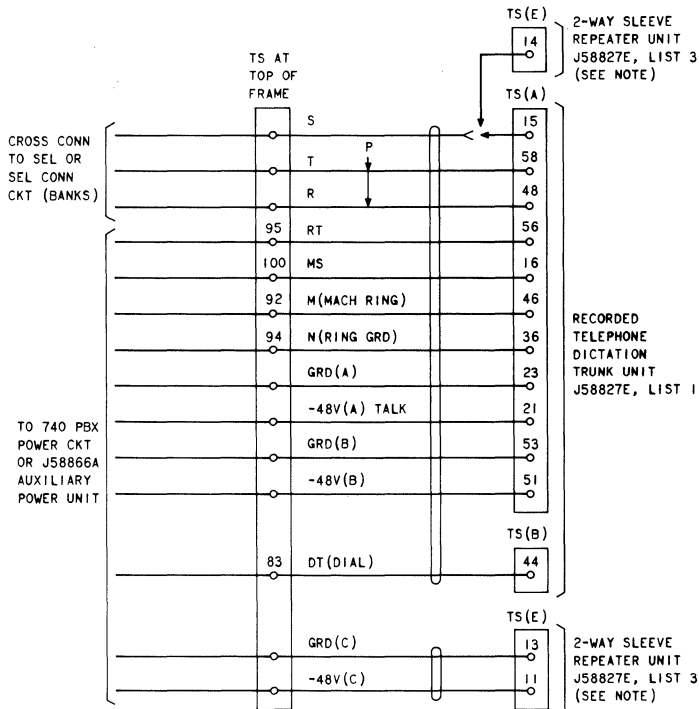 TS(E)
14
2-WAY SLEEVE
REPEATER UNIT
J58827E, LIST 3
(SEE NOTE)
TS AT
TOP OF
FRAME
TS(A)
CROSS CONN
TO SEL OR
SEL CONN
CKT (BANKS)
S
15
P
T
58
R
48
95 RT 56
100 MS 16
92 M(MACH RING) 46
94 N(RING GRD) 36
GRD(A) 23
-48V(A) TALK 21
GRD(B) 53
-48V(B) 51
RECORDED
TELEPHONE
DICTATION
TRUNK UNIT
J58827E, LIST 1
TO 740 PBX
POWER CKT
OR J58866A
AUXILIARY
POWER UNIT
TS(B)
83 DT(DIAL) 44
TS(E)
GRD(C) 13
-48V(C) 11
2-WAY SLEEVE
REPEATER UNIT
J58827E, LIST 3
(SEE NOTE)